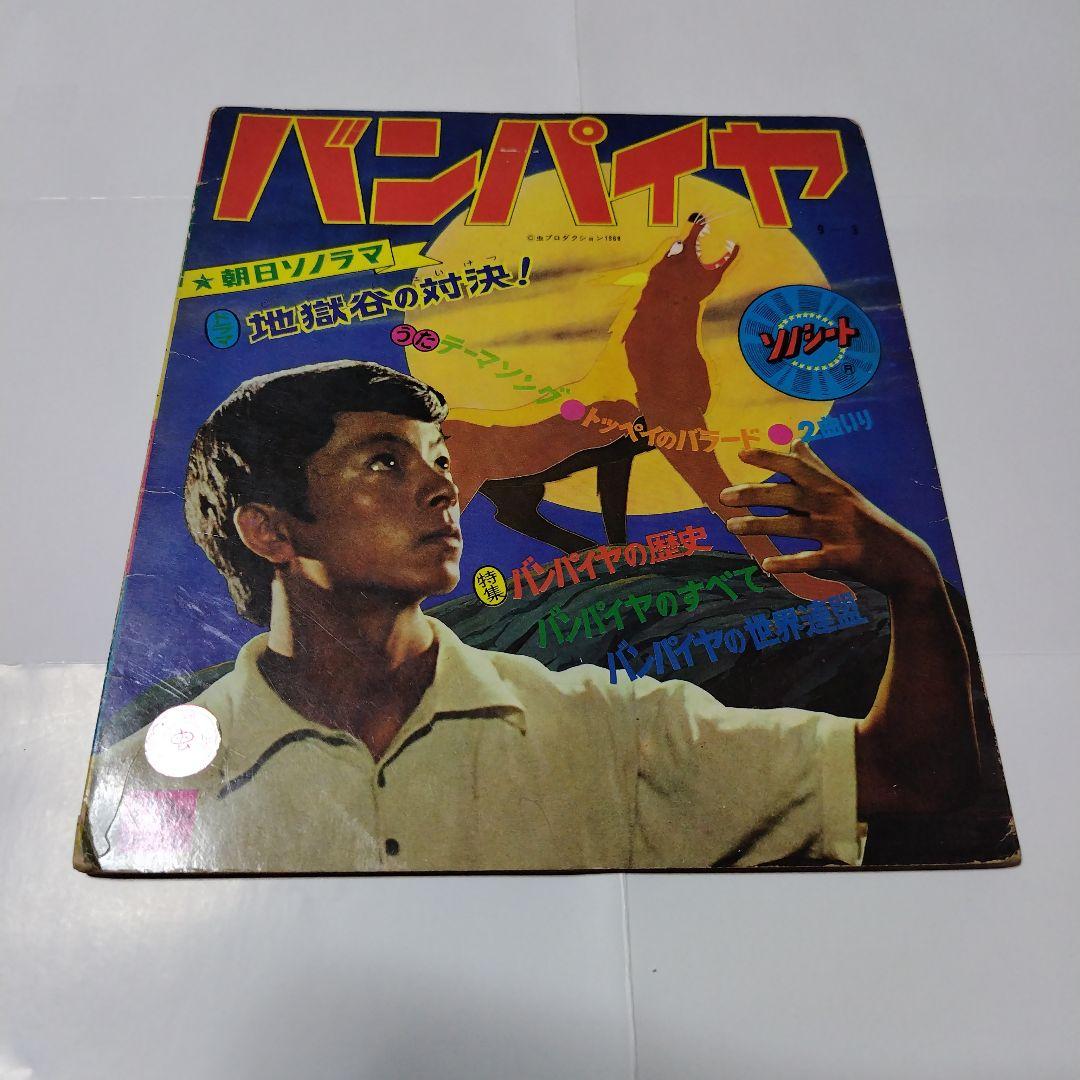 バンパイヤ
9-3
©虫プロダクション1968
★朝日ソノラマ
ドラマ 地獄谷の対決!
うた テーマソング
●トッペイのバラード●2曲いり
ソノシート
®
特集 バンパイヤの歴史
バンパイヤのすべて
バンパイヤの世界連盟
虫